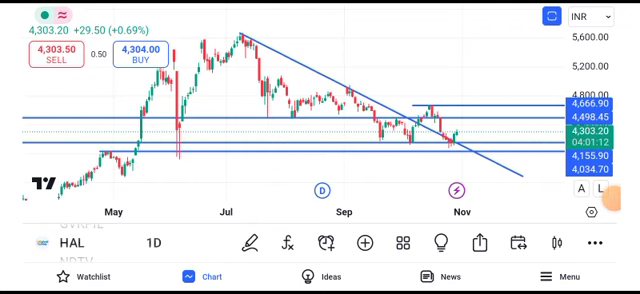 4,303.20 +29.50 (+0.69%)
INR
4,303.50 SELL
0.50
4,304.00 BUY
5,600.00
5,200.00
4,800.00
4,666.90
4,498.45
4,303.20
04:01:12
4,155.90
4,034.70
D
A L
May Jul Sep Nov
HAL 1D
Watchlist Chart Ideas News Menu